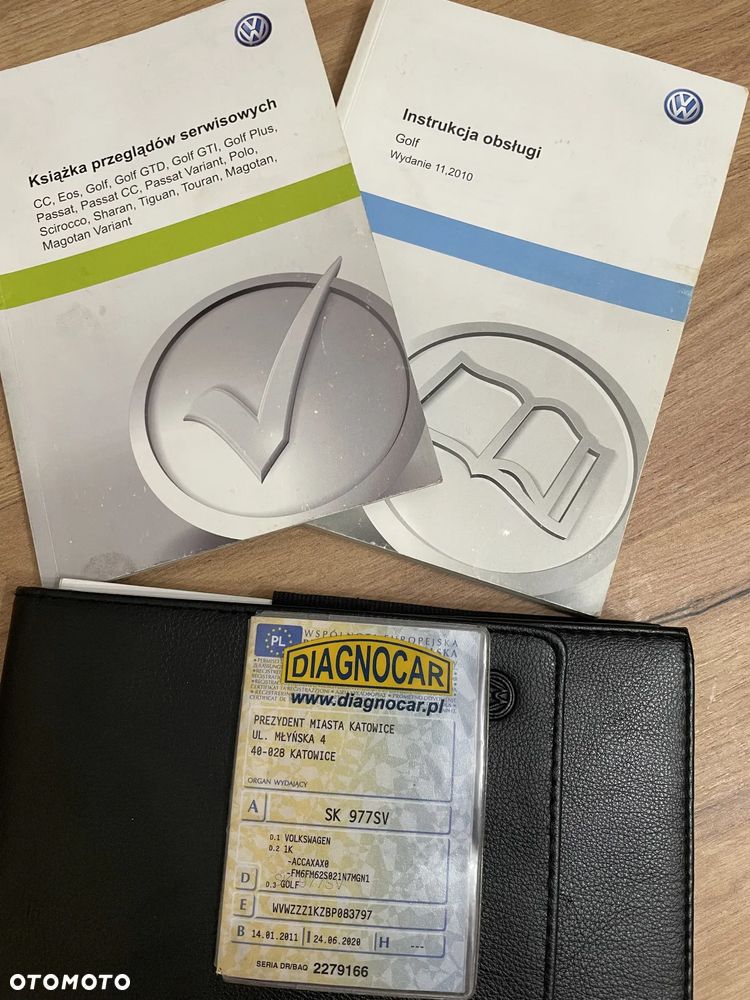 Książka przeglądów serwisowych
CC, Eos, Golf, Golf GTD, Golf GTI, Golf Plus,
Passat, Passat CC, Passat Variant, Polo,
Scirocco, Sharan, Tiguan, Touran, Magotan,
Magotan Variant
Instrukcja obsługi
Golf
Wydanie 11.2010
PL
WSPÓLNOTA EUROPEJSKA
DIAGNOCAR
www.diagnocar.pl
PREZYDENT MIASTA KATOWICE
UL. MŁYŃSKA 4
40-028 KATOWICE
ORGAN WYDAJĄCY
A SK 977SV
D.1 VOLKSWAGEN
D.2 1K
-ACCAXAX0
-FM6FM62S021N7MGN1
D D.3 GOLF
SK 977SV
E WVWZZZ1KZBP083797
B 14.01.2011 I 24.06.2020 H ---
SERIA DR/BAQ 2279166
OTOMOTO